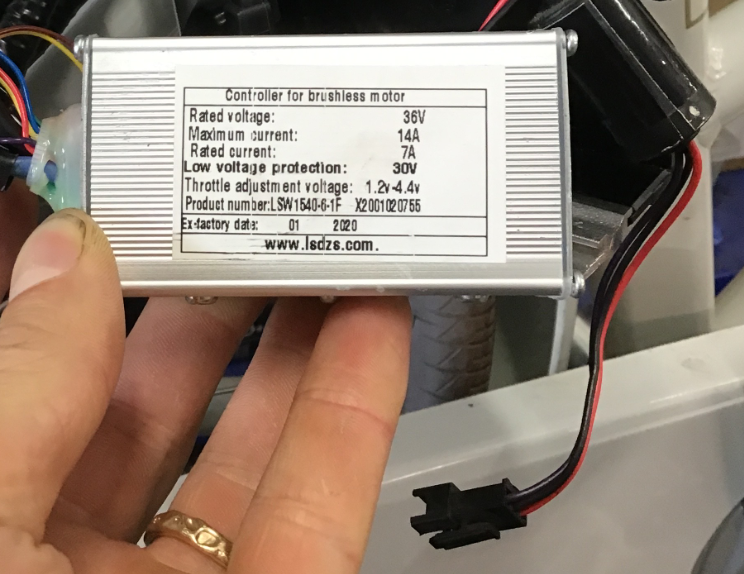 Controller for brushless motor
Rated voltage: 36V
Maximum current: 14A
Rated current: 7A
Low voltage protection: 30V
Throttle adjustment voltage: 1.2v-4.4v
Product number:LSW1540-6-1F X2001020755
Ex-factory date: 01 2020
www.lsdzs.com.